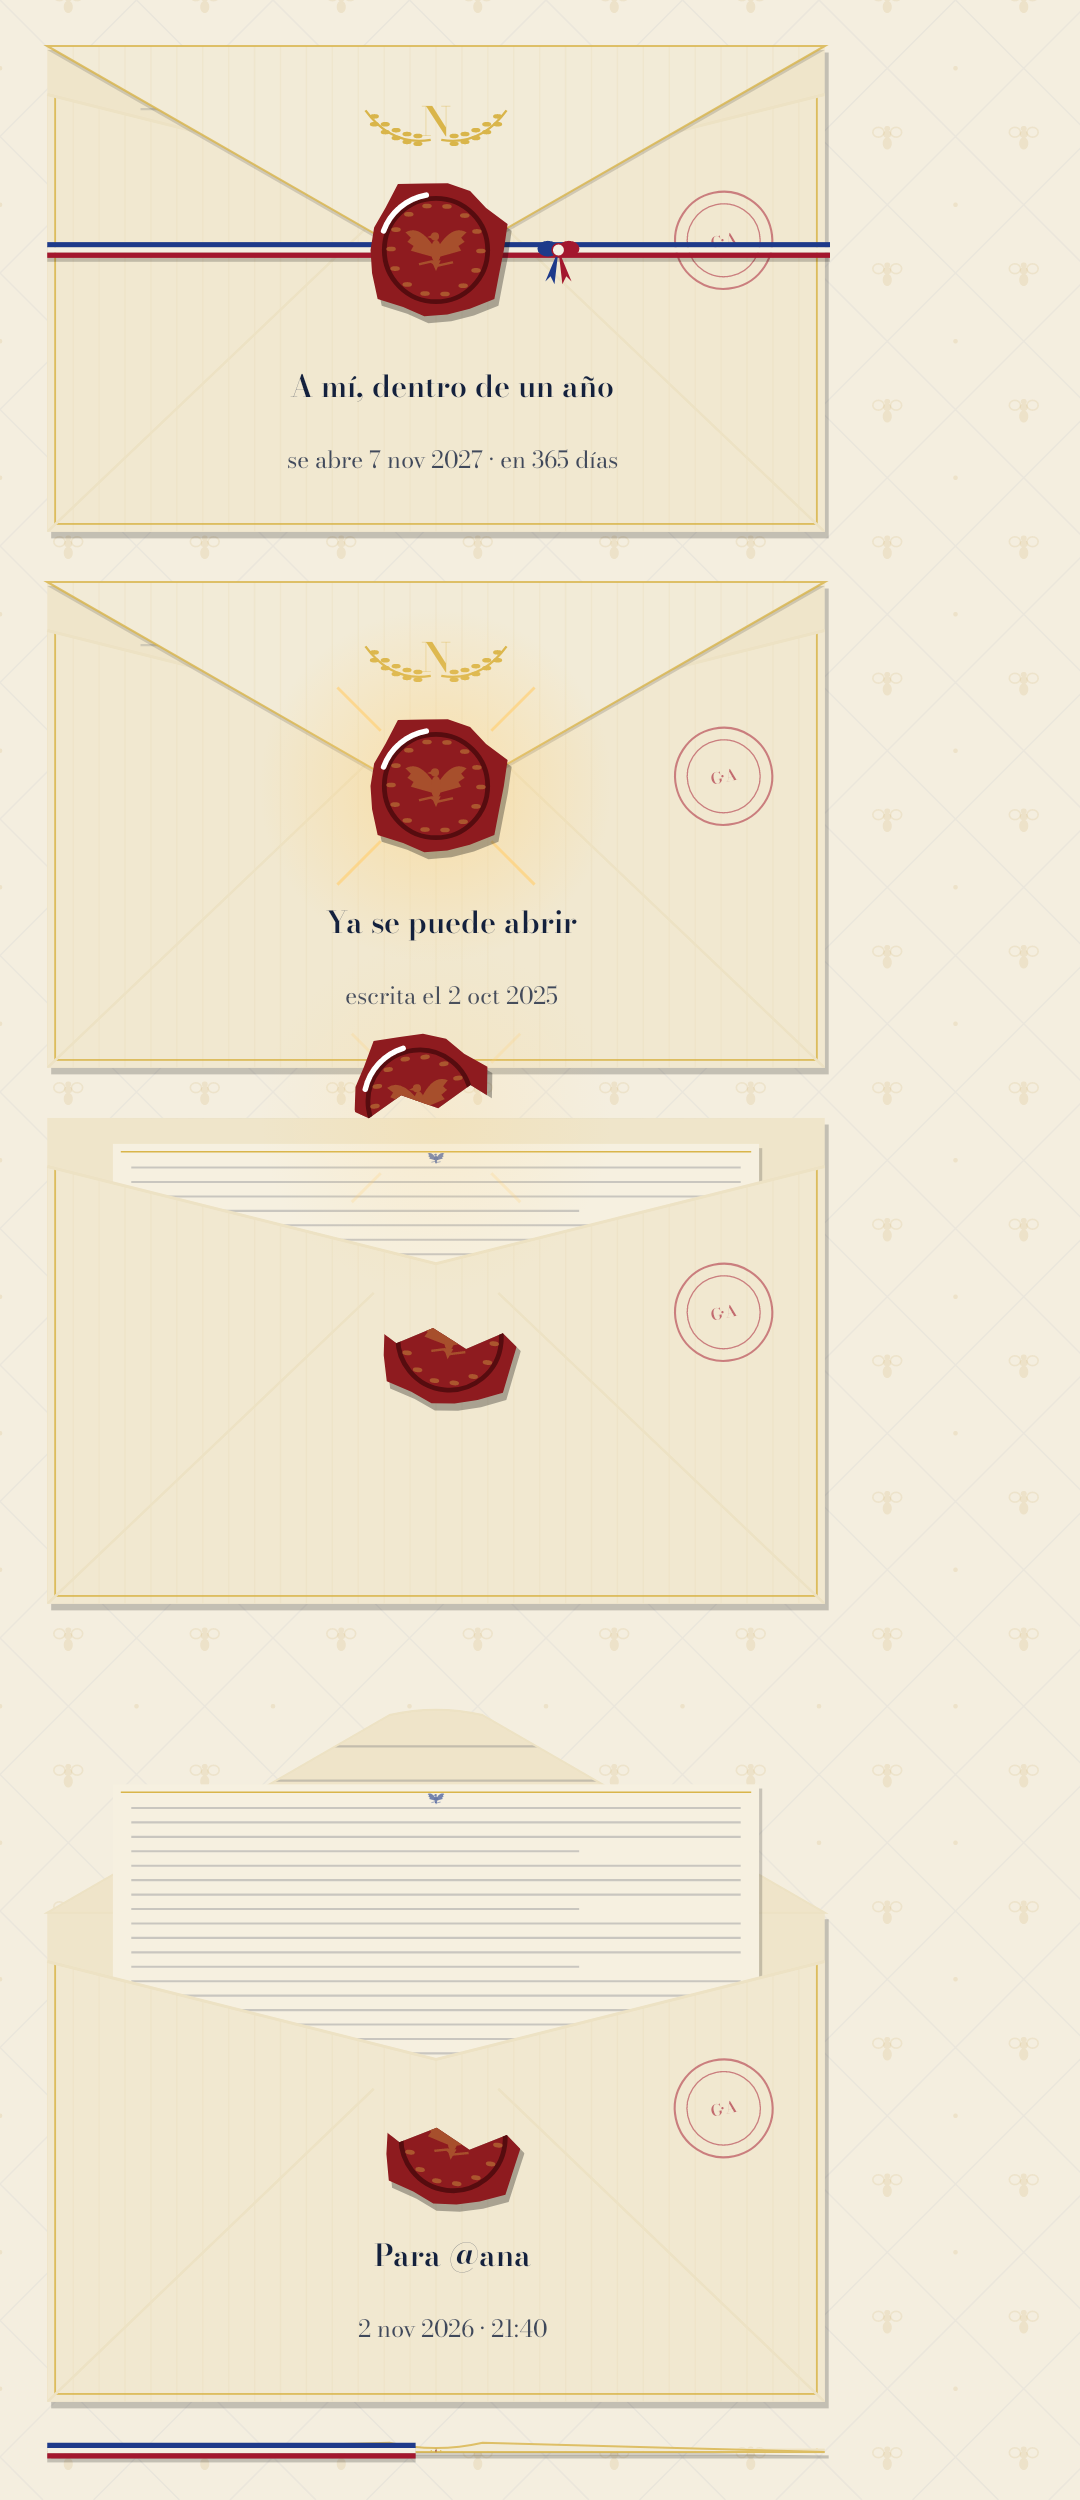 N
G·A
A mí, dentro de un año
se abre 7 nov 2027 · en 365 días
N
G·A
Ya se puede abrir
escrita el 2 oct 2025
G·A
G·A
Para @ana
2 nov 2026 · 21:40